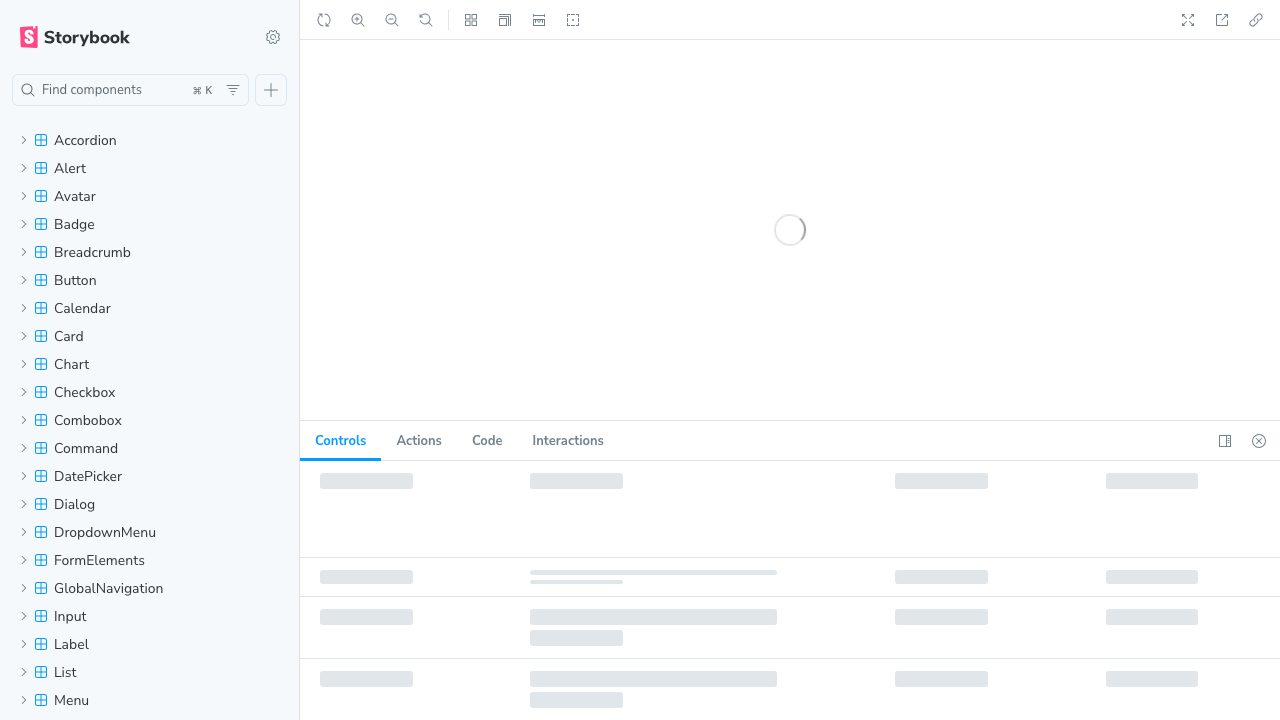 Storybook
Find components
⌘ K
Accordion
Alert
Avatar
Badge
Breadcrumb
Button
Calendar
Card
Chart
Checkbox
Combobox
Command
DatePicker
Dialog
DropdownMenu
FormElements
GlobalNavigation
Input
Label
List
Menu
Controls Actions Code Interactions